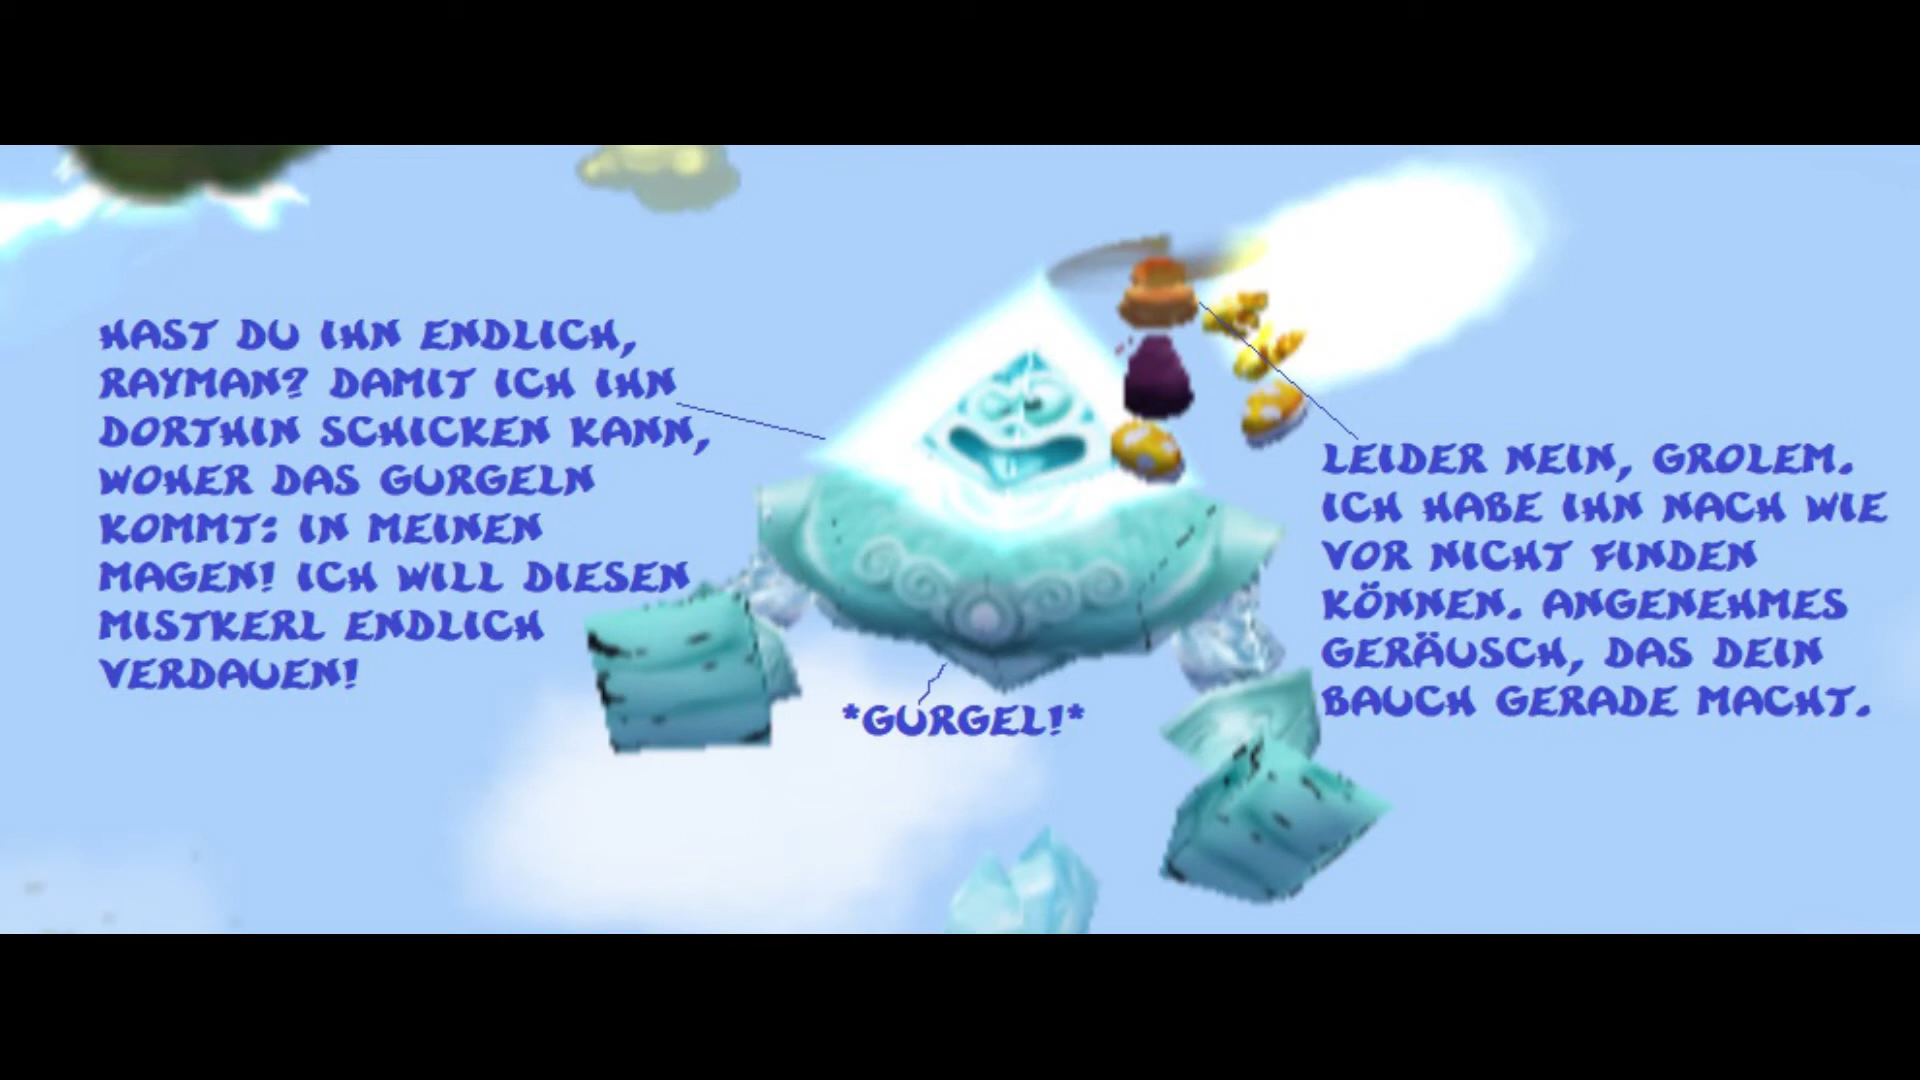 HAST DU IHN ENDLICH,
RAYMAN? DAMIT ICH IHN
DORTHIN SCHICKEN KANN,
WOHER DAS GURGELN
KOMMT: IN MEINEN
MAGEN! ICH WILL DIESEN
MISTKERL ENDLICH
VERDAUEN!
*GURGEL!*
LEIDER NEIN, GROLEM.
ICH HABE IHN NACH WIE
VOR NICHT FINDEN
KÖNNEN. ANGENEHMES
GERÄUSCH, DAS DEIN
BAUCH GERADE MACHT.